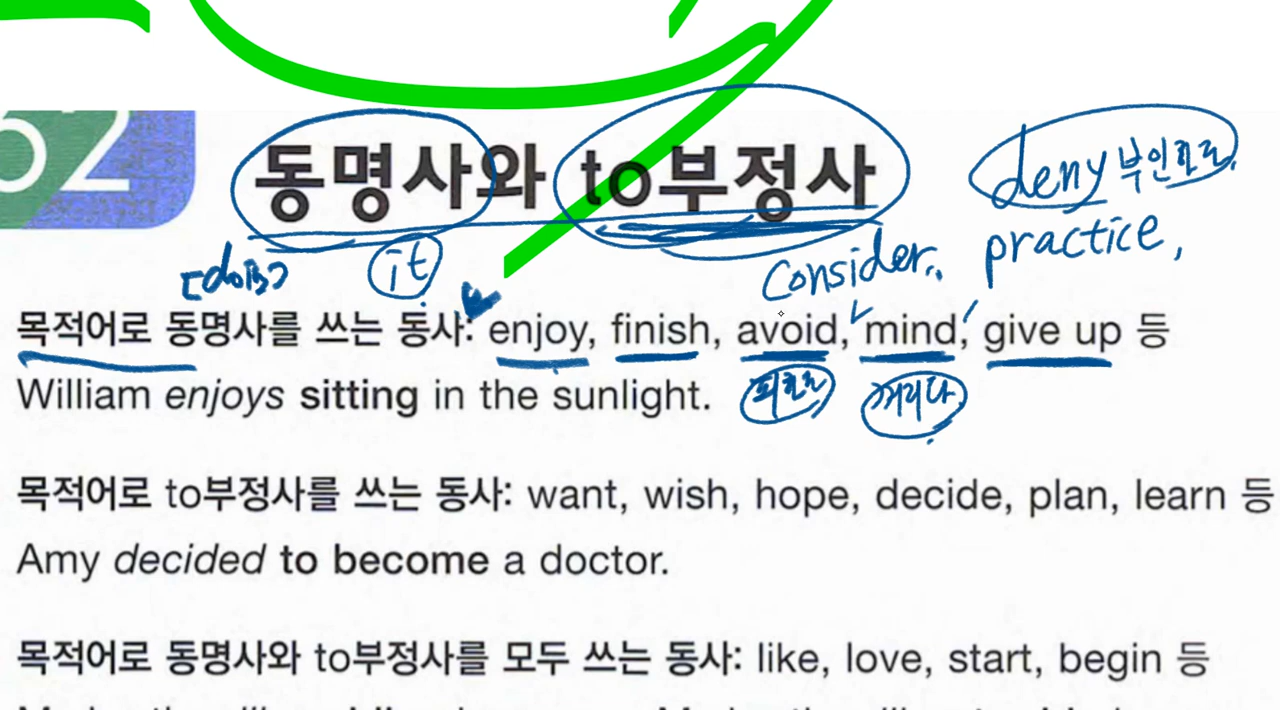 62
동명사와 to부정사
deny 부인하다
practice,
consider,
it
목적어로 동명사를 쓰는 동사: enjoy, finish, avoid, mind, give up 등
William enjoys sitting in the sunlight.
피하다
꺼리다
목적어로 to부정사를 쓰는 동사: want, wish, hope, decide, plan, learn 등
Amy decided to become a doctor.
목적어로 동명사와 to부정사를 모두 쓰는 동사: like, love, start, begin 등